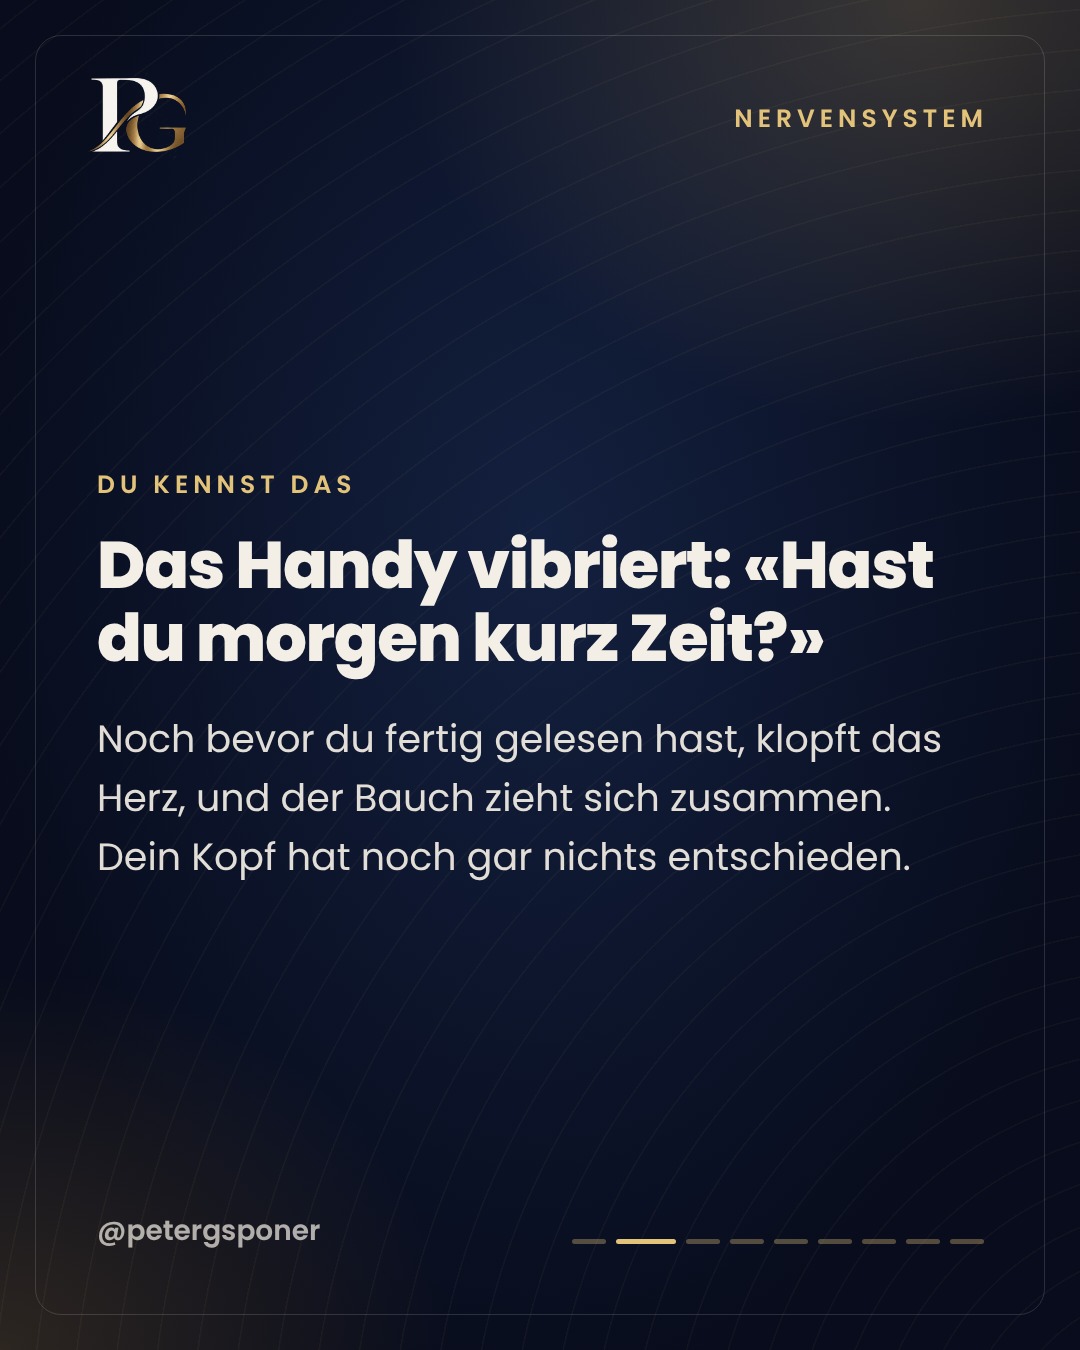 PG
NERVENSYSTEM
DU KENNST DAS
Das Handy vibriert: «Hast
du morgen kurz Zeit?»
Noch bevor du fertig gelesen hast, klopft das
Herz, und der Bauch zieht sich zusammen.
Dein Kopf hat noch gar nichts entschieden.
@petergsponer